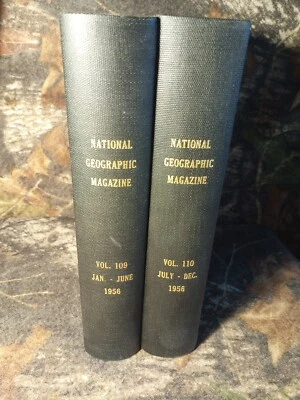 NATIONAL
GEOGRAPHIC
MAGAZINE
VOL. 109
JAN. - JUNE
1956
NATIONAL
GEOGRAPHIC
MAGAZINE
VOL. 110
JULY - DEC.
1956